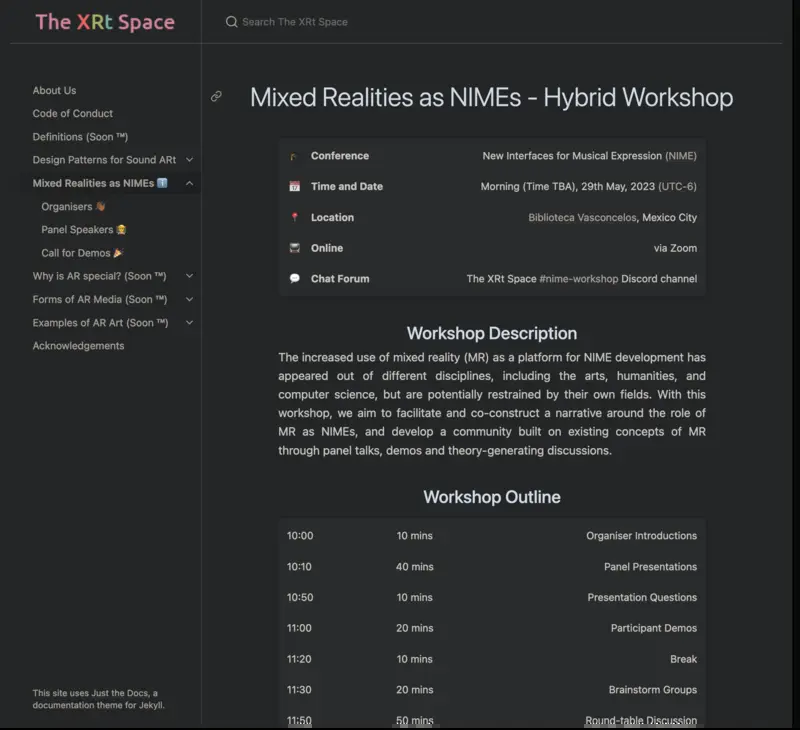 The XRt Space
Search The XRt Space
About Us
Code of Conduct
Definitions (Soon ™)
Design Patterns for Sound ARt
Mixed Realities as NIMEs
Organisers
Panel Speakers
Call for Demos
Why is AR special? (Soon ™)
Forms of AR Media (Soon ™)
Examples of AR Art (Soon ™)
Acknowledgements
This site uses Just the Docs, a
documentation theme for Jekyll.
Mixed Realities as NIMEs - Hybrid Workshop
Conference New Interfaces for Musical Expression (NIME)
Time and Date Morning (Time TBA), 29th May, 2023 (UTC-6)
Location Biblioteca Vasconcelos, Mexico City
Online via Zoom
Chat Forum The XRt Space #nime-workshop Discord channel
Workshop Description
The increased use of mixed reality (MR) as a platform for NIME development has
appeared out of different disciplines, including the arts, humanities, and
computer science, but are potentially restrained by their own fields. With this
workshop, we aim to facilitate and co-construct a narrative around the role of
MR as NIMEs, and develop a community built on existing concepts of MR
through panel talks, demos and theory-generating discussions.
Workshop Outline
10:00 10 mins Organiser Introductions
10:10 40 mins Panel Presentations
10:50 10 mins Presentation Questions
11:00 20 mins Participant Demos
11:20 10 mins Break
11:30 20 mins Brainstorm Groups
11:50 50 mins Round-table Discussion